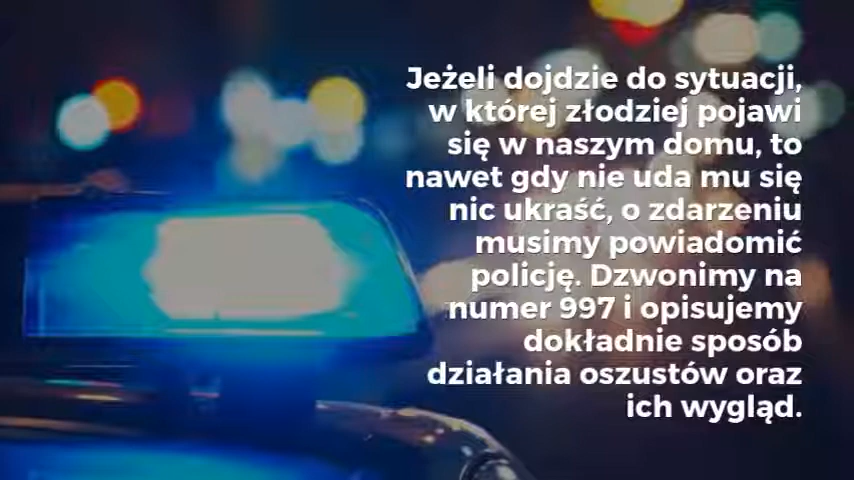 Jeżeli dojdzie do sytuacji,
w której złodziej pojawi
się w naszym domu, to
nawet gdy nie uda mu się
nic ukraść, o zdarzeniu
musimy powiadomić
policję. Dzwonimy na
numer 997 i opisujemy
dokładnie sposób
działania oszustów oraz
ich wygląd.